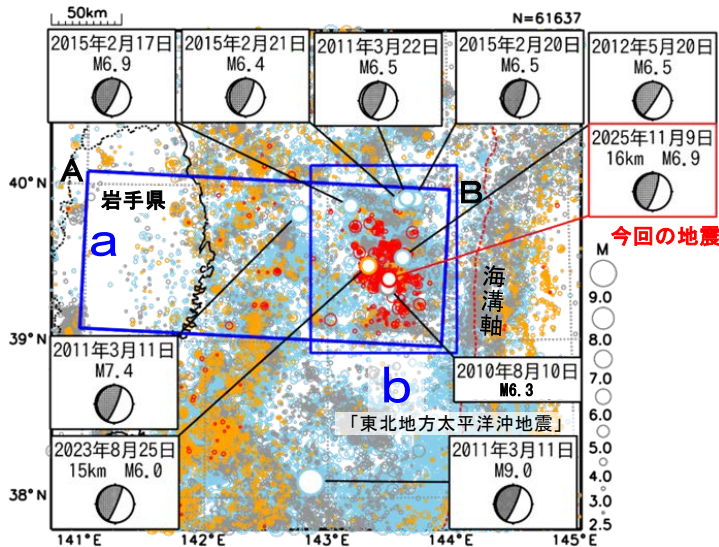 50km
N=61637
2015年2月17日
M6.9
2015年2月21日
M6.4
2011年3月22日
M6.5
2015年2月20日
M6.5
2012年5月20日
M6.5
2025年11月9日
16km M6.9
今回の地震
40°N
A
岩手県
a
B
海溝軸
39°N
2011年3月11日
M7.4
2010年8月10日
M6.3
b
「東北地方太平洋沖地震」
2023年8月25日
15km M6.0
2011年3月11日
M9.0
38°N
141°E
142°E
143°E
144°E
145°E
M
9.0
8.0
7.0
6.0
5.0
4.0
3.0
2.5